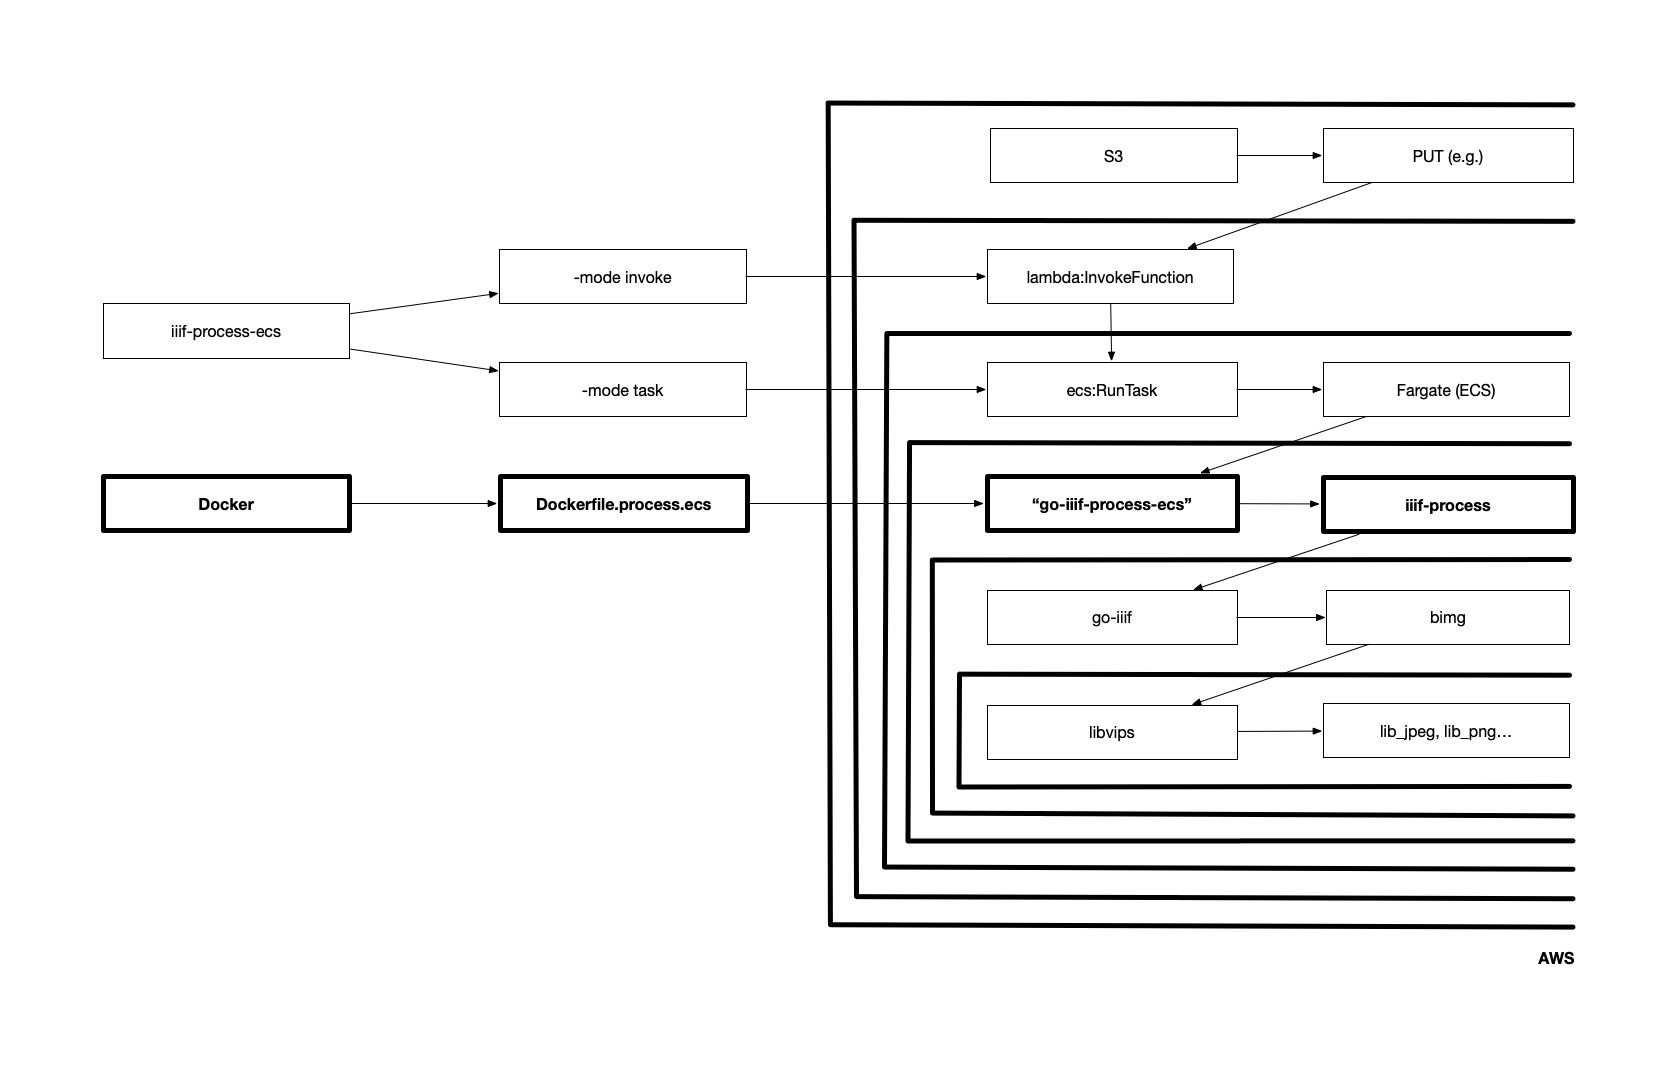 S3
PUT (e.g.)
-mode invoke
lambda:InvokeFunction
iiif-process-ecs
-mode task
ecs:RunTask
Fargate (ECS)
Docker
Dockerfile.process.ecs
“go-iiif-process-ecs”
iiif-process
go-iiif
bimg
libvips
lib_jpeg, lib_png…
AWS